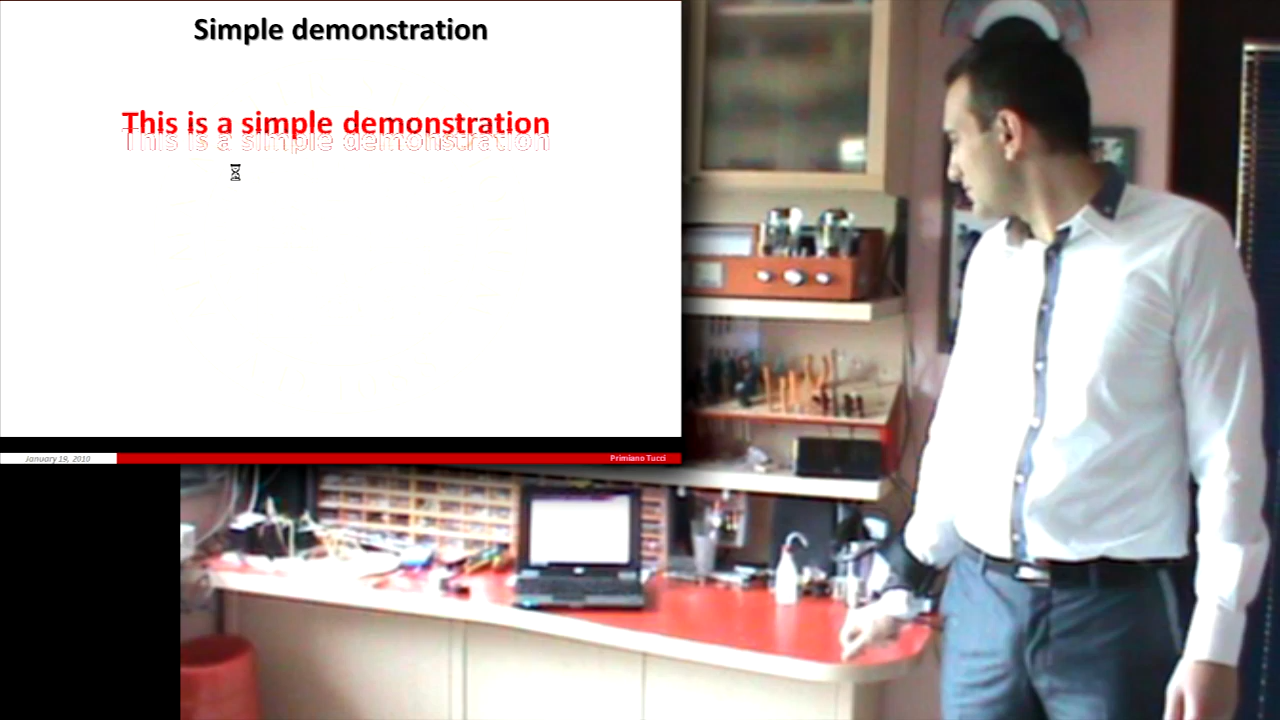 Simple demonstration
This is a simple demonstration
This is a simple demonstration
January 19, 2010
Primiano Tucci